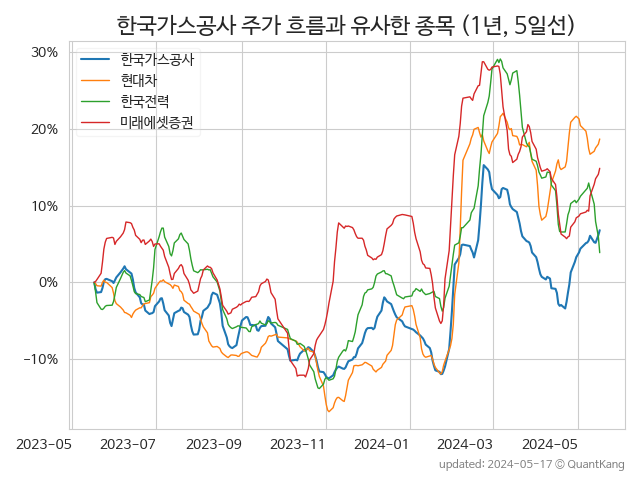 한국가스공사 주가 흐름과 유사한 종목 (1년, 5일선)
30%
20%
10%
0%
−10%
한국가스공사
현대차
한국전력
미래에셋증권
2023−05
2023−07
2023−09
2023−11
2024−01
2024−03
2024−05
updated: 2024−05−17 © QuantKang